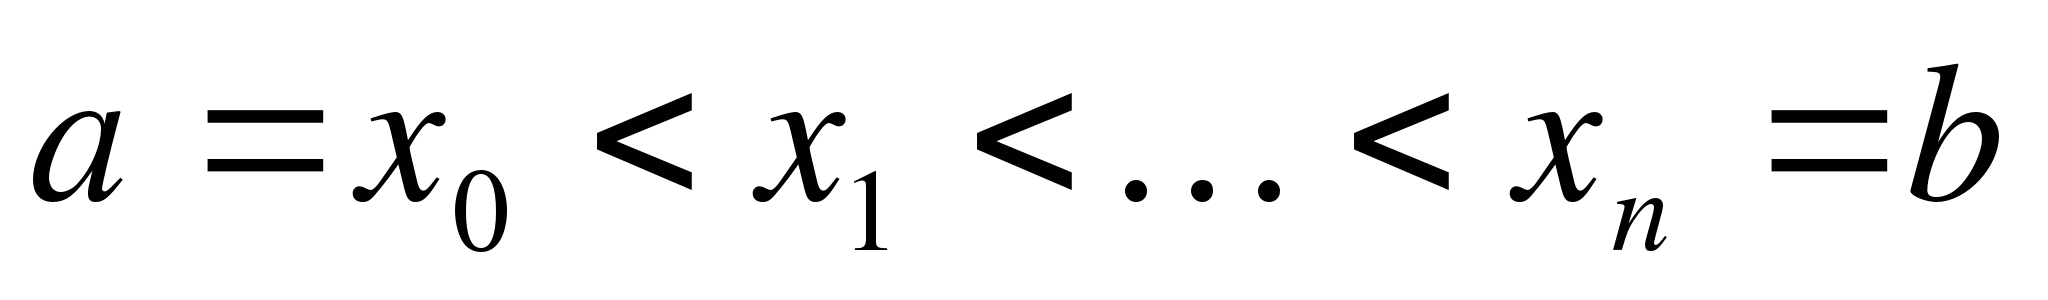 a = x₀ < x₁ < ... < xₙ = b